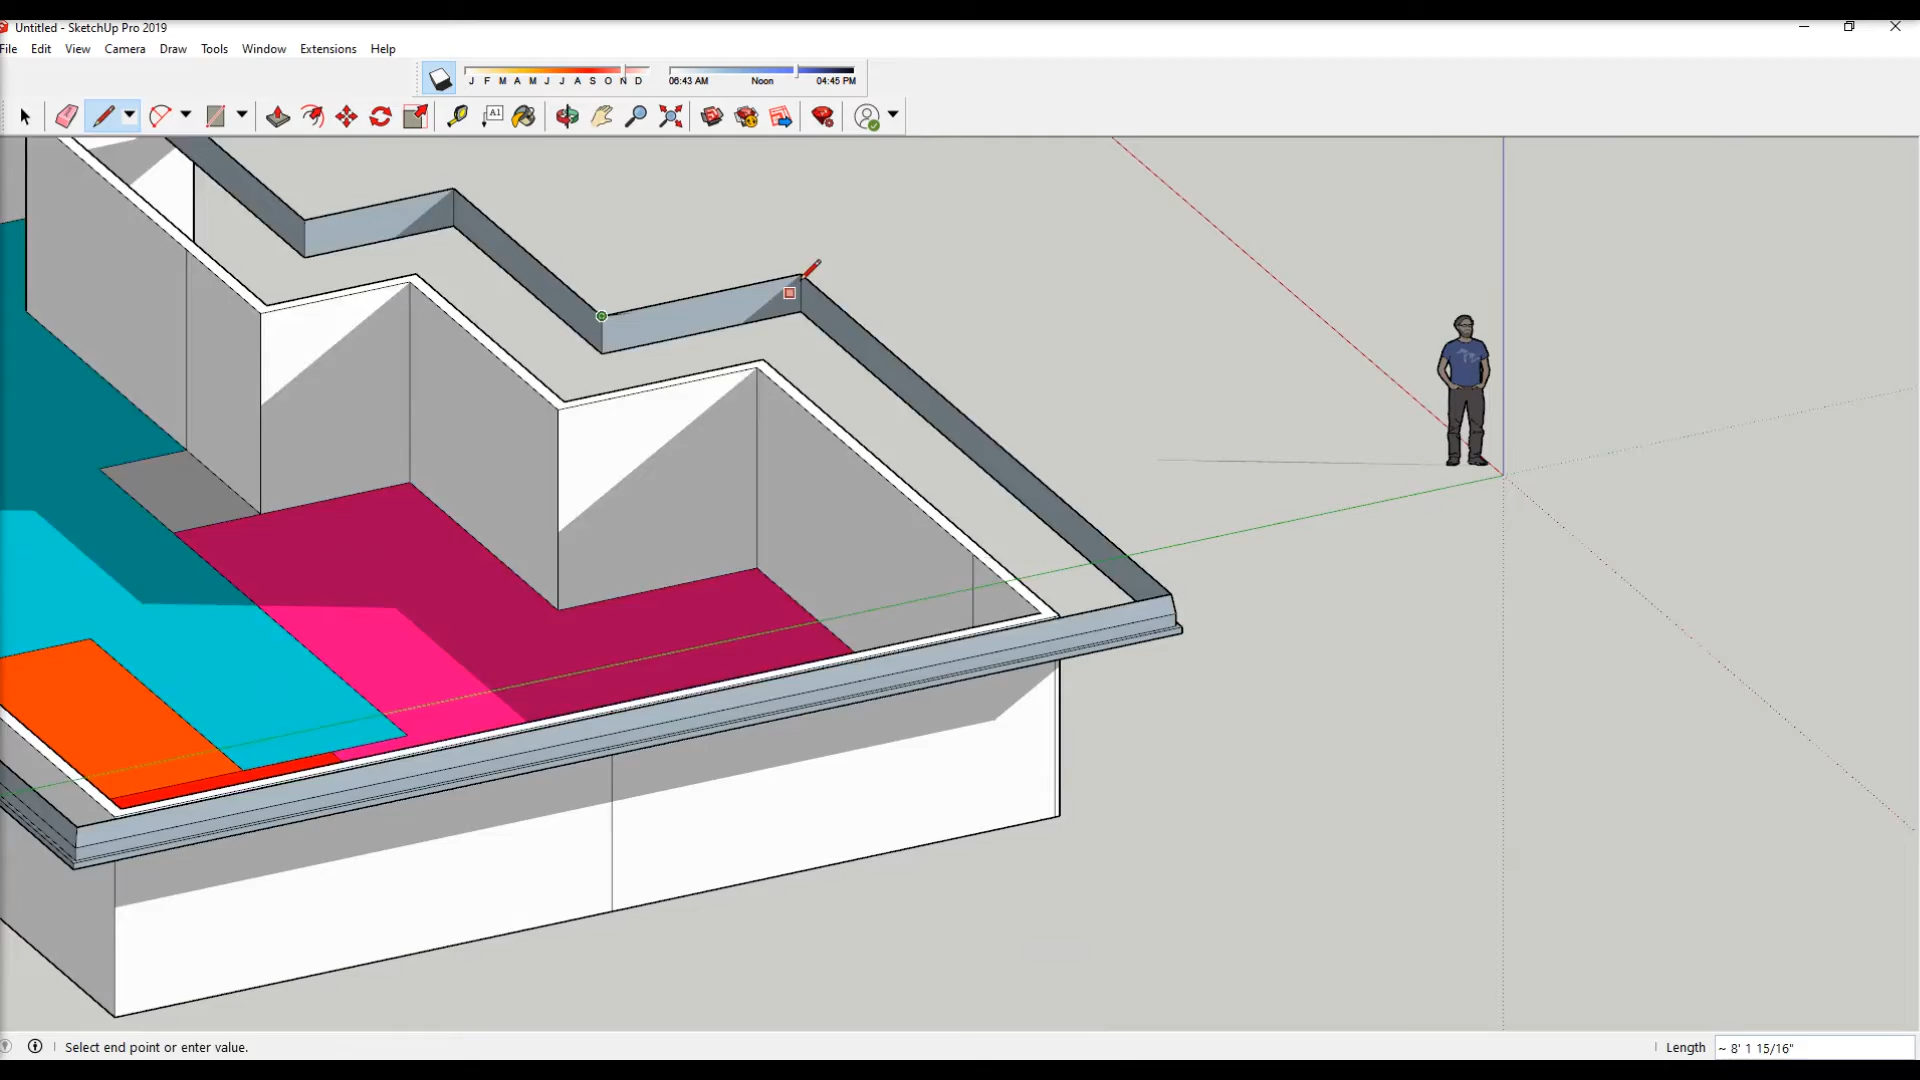 Untitled - SketchUp Pro 2019
File Edit View Camera Draw Tools Window Extensions Help
J F M A M J J A S O N D
06:43 AM Noon 04:45 PM
A1
Select end point or enter value.
Length ~ 8' 1 15/16"